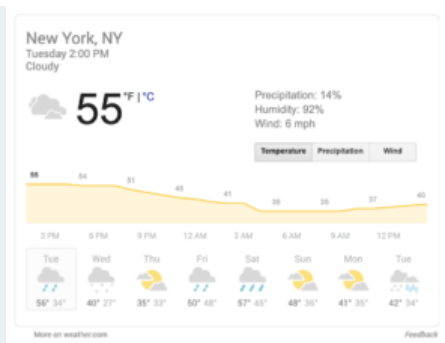 New York, NY
Tuesday 2:00 PM
Cloudy
55 °F | °C
Precipitation: 14%
Humidity: 92%
Wind: 6 mph
Temperature Precipitation Wind
55 54 51 45 41 36 36 37 40
3 PM 6 PM 9 PM 12 AM 3 AM 6 AM 9 AM 12 PM
Tue Wed Thu Fri Sat Sun Mon Tue
56° 34° 40° 27° 35° 33° 50° 48° 57° 45° 48° 36° 41° 35° 42° 34°
More on weather.com Feedback